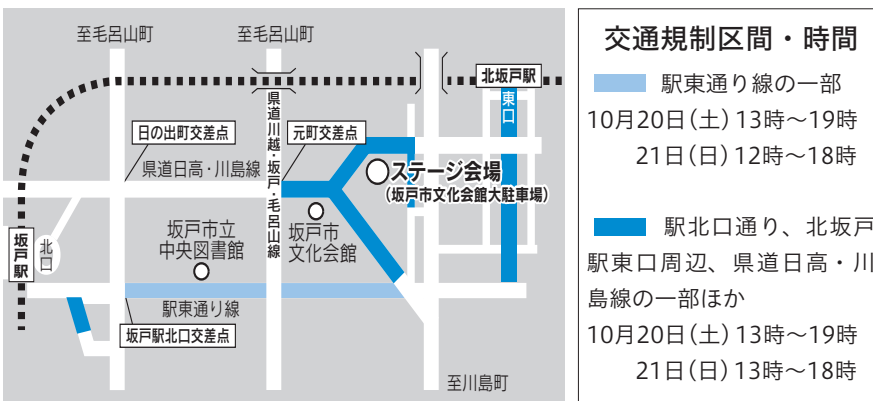 至毛呂山町
至毛呂山町
北坂戸駅
東口
県道川越・坂戸・毛呂山線
日の出町交差点
元町交差点
県道日高・川島線
ステージ会場
(坂戸市文化会館大駐車場)
坂戸市立
中央図書館
坂戸市
文化会館
坂戸駅
北口
駅東通り線
坂戸駅北口交差点
至川島町
交通規制区間・時間
駅東通り線の一部
10月20日(土)13時~19時
21日(日)12時~18時
駅北口通り、北坂戸
駅東口周辺、県道日高・川
島線の一部ほか
10月20日(土)13時~19時
21日(日)13時~18時